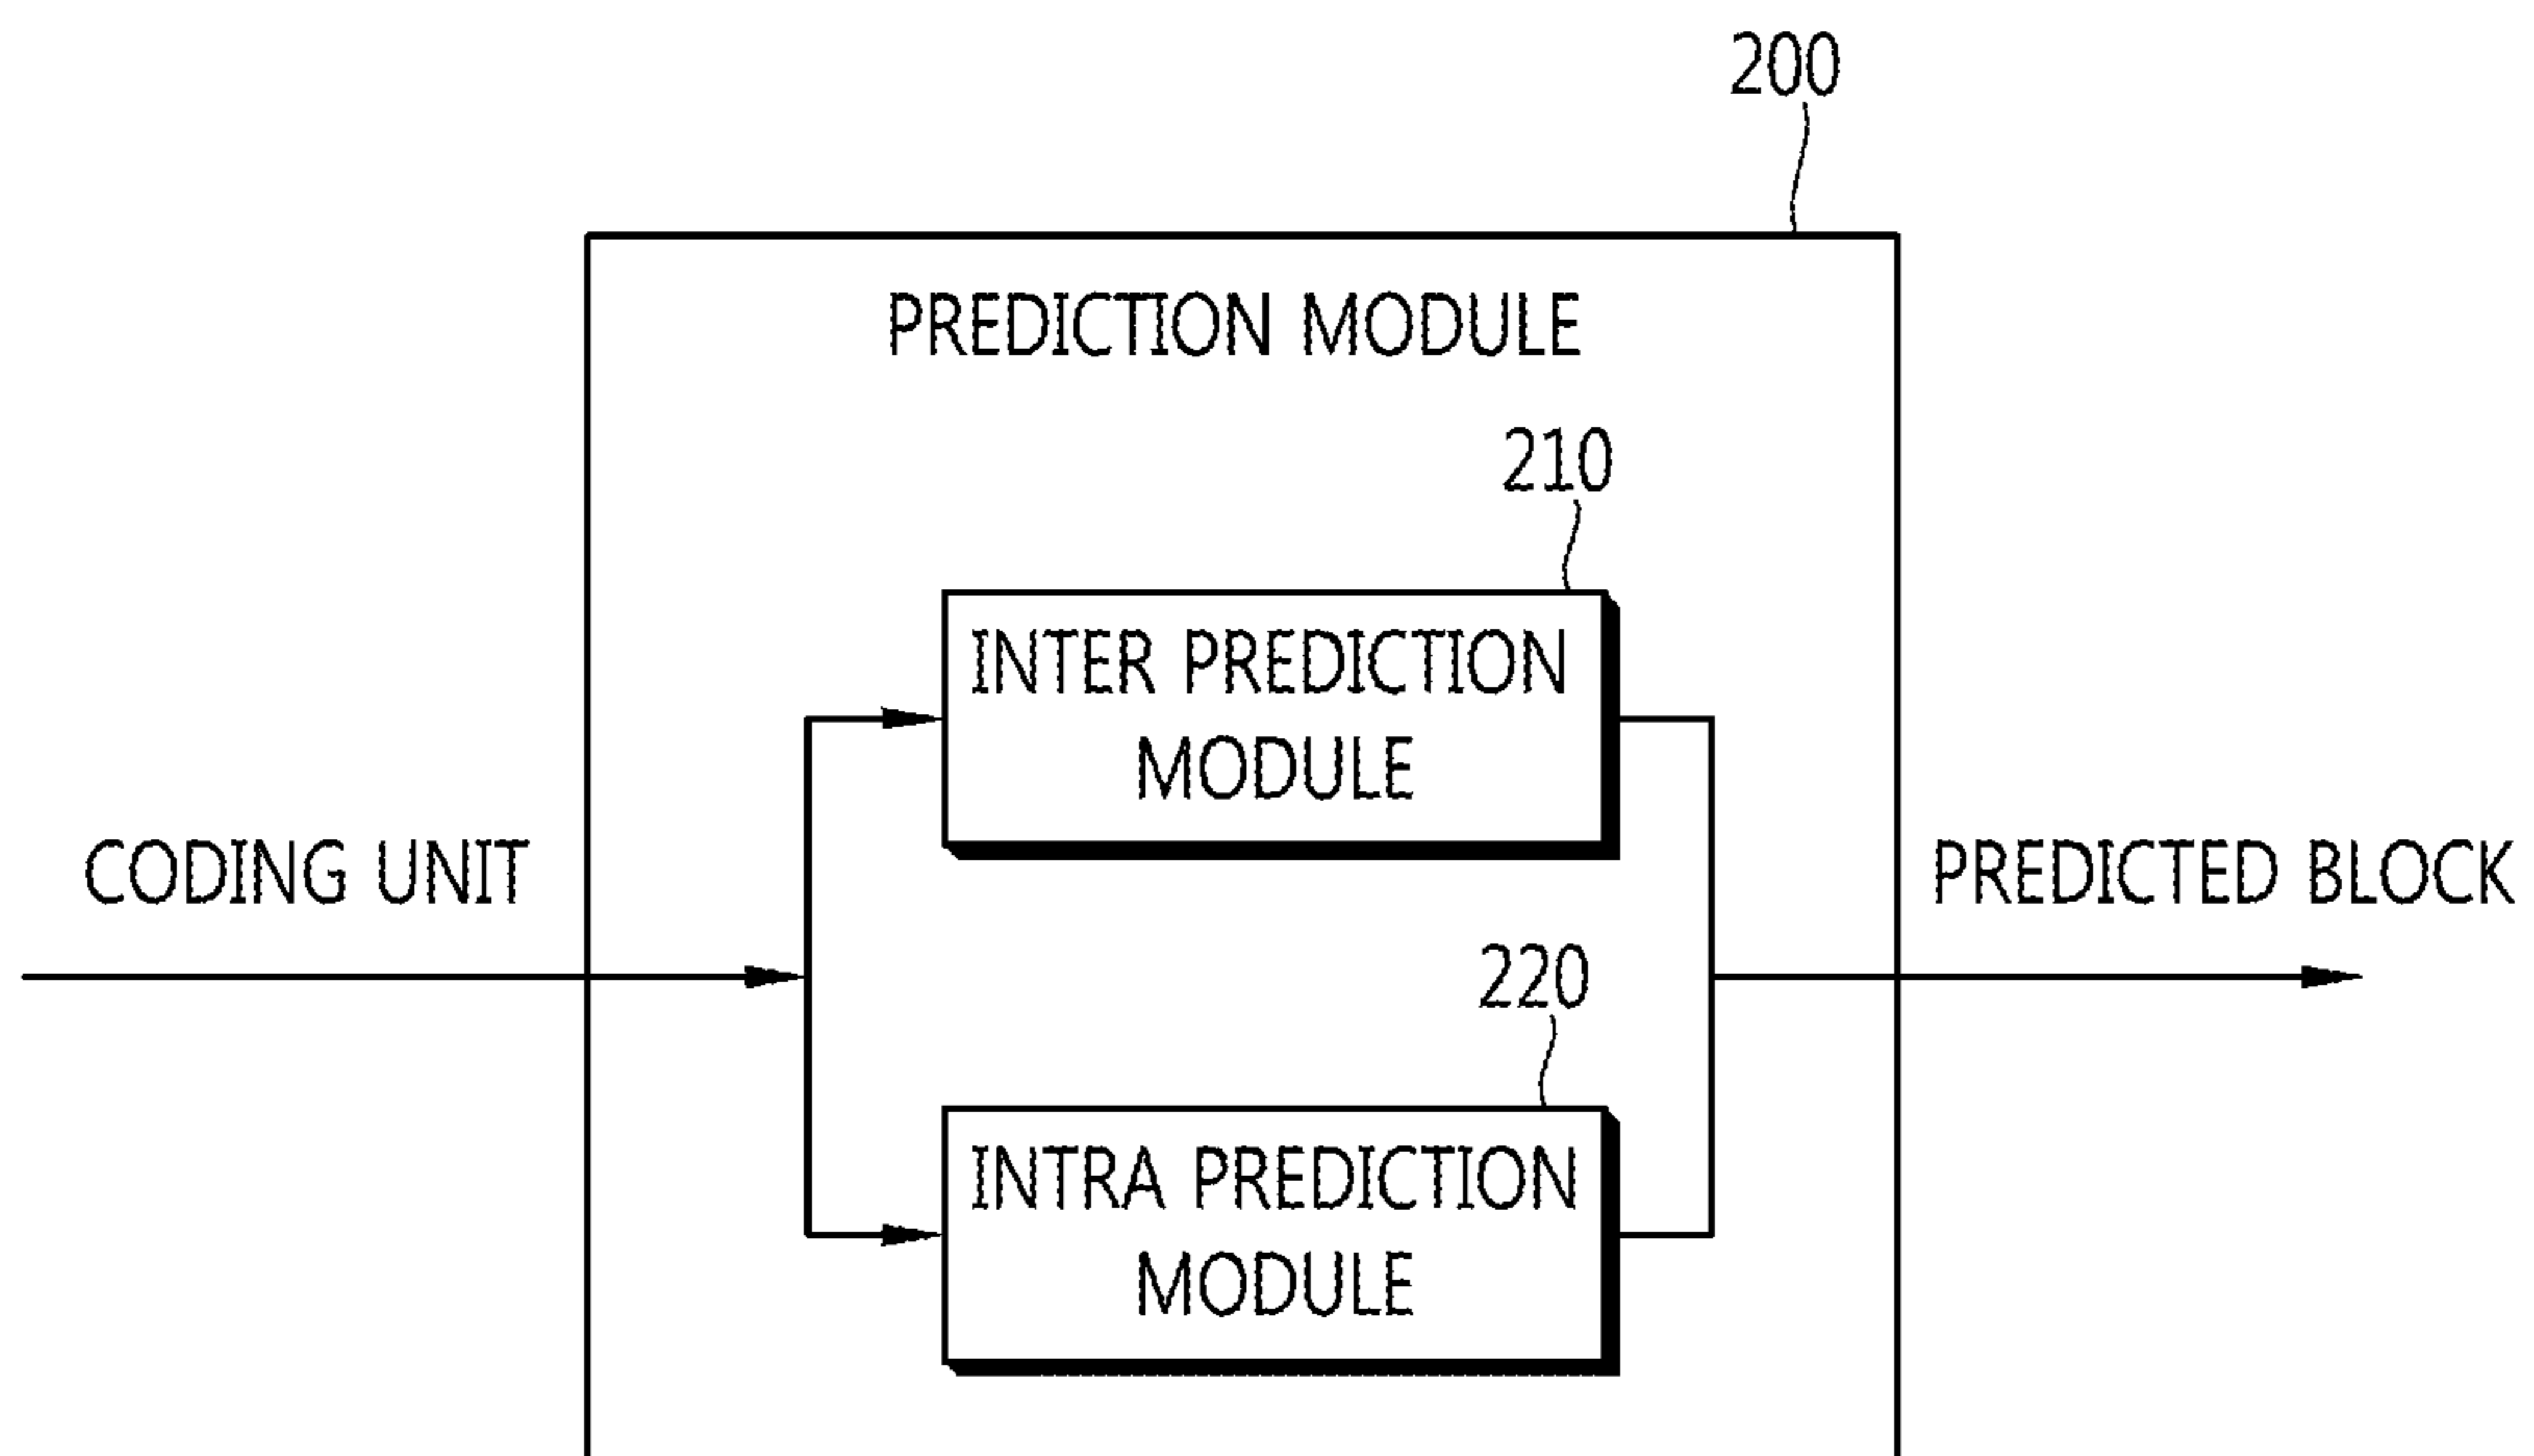 200
PREDICTION MODULE
210
INTER PREDICTION
MODULE
CODING UNIT
PREDICTED BLOCK
220
INTRA PREDICTION
MODULE